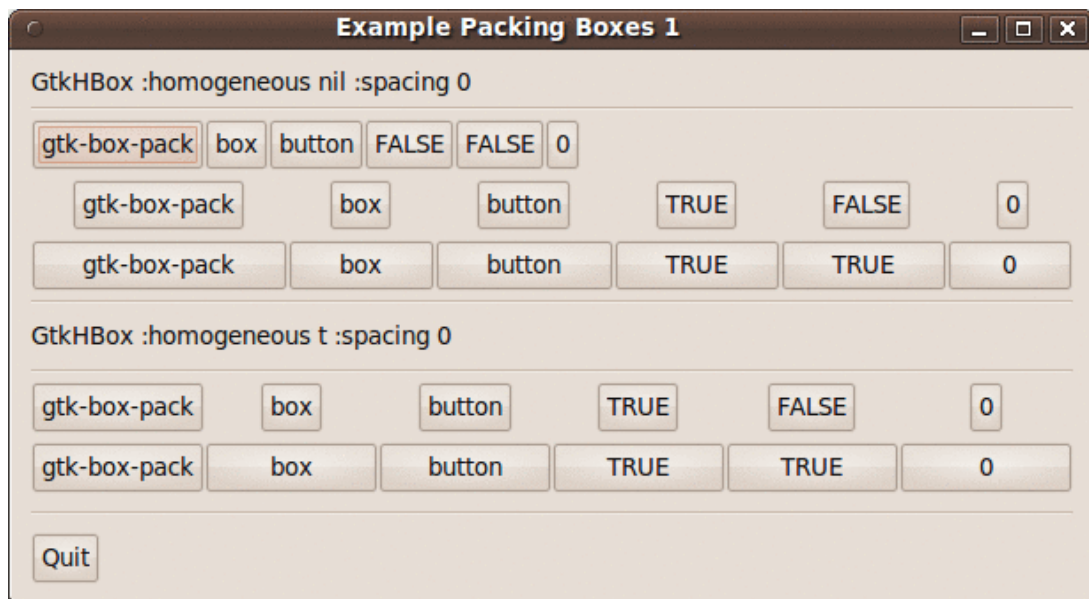 Example Packing Boxes 1
GtkHBox :homogeneous nil :spacing 0
gtk-box-pack box button FALSE FALSE 0
gtk-box-pack box button TRUE FALSE 0
gtk-box-pack box button TRUE TRUE 0
GtkHBox :homogeneous t :spacing 0
gtk-box-pack box button TRUE FALSE 0
gtk-box-pack box button TRUE TRUE 0
Quit